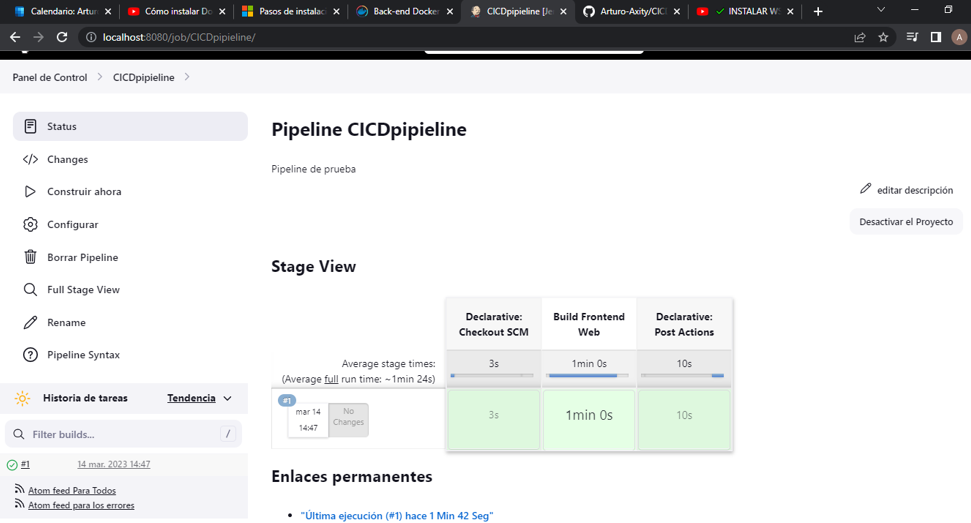 Calendario: Artur
Cómo instalar Do
Pasos de instalac
Back-end Docker
CICDpipieline [Je
Arturo-Axity/CICI
INSTALAR WS
localhost:8080/job/CICDpipieline/
A
Panel de Control
CICDpipieline
Status
Changes
Construir ahora
Configurar
Borrar Pipeline
Full Stage View
Rename
Pipeline Syntax
Historia de tareas
Tendencia
Filter builds...
/
#1
14 mar. 2023 14:47
Atom feed Para Todos
Atom feed para los errores
Pipeline CICDpipieline
Pipeline de prueba
editar descripción
Desactivar el Proyecto
Stage View
Declarative:
Checkout SCM
Build Frontend
Web
Declarative:
Post Actions
Average stage times:
(Average full run time: ~1min 24s)
3s
1min 0s
10s
#1
mar 14
14:47
No
Changes
3s
1min 0s
10s
Enlaces permanentes
"Última ejecución (#1) hace 1 Min 42 Seg"